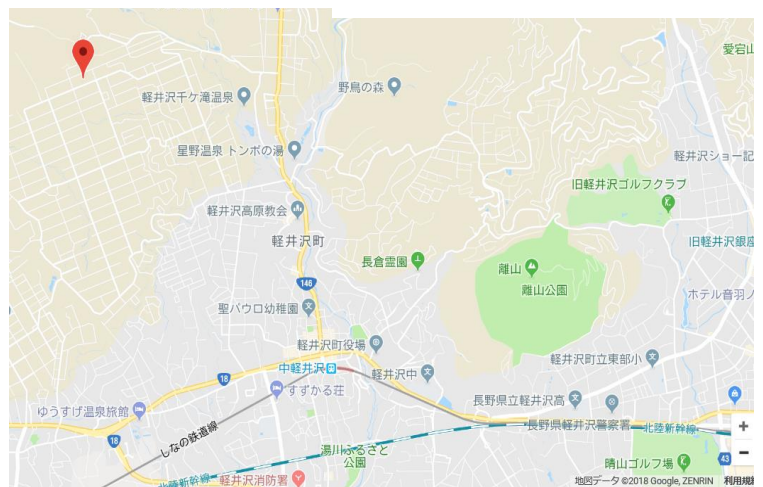 愛宕山
野鳥の森
軽井沢千ケ滝温泉
星野温泉 トンボの湯
軽井沢ショー記
旧軽井沢ゴルフクラブ
軽井沢高原教会
軽井沢町
旧軽井沢銀座
長倉霊園
離山
離山公園
146
ホテル音羽ノ
聖パウロ幼稚園
軽井沢町役場
軽井沢町立東部小
中軽井沢
軽井沢中
18
すずかる荘
長野県立軽井沢高
ゆうすげ温泉旅館
長野県軽井沢警察署
北陸新幹線
しなの鉄道線
18
湯川ふるさと
公園
晴山ゴルフ場
43
北陸新幹線
軽井沢消防署
地図データ ©2018 Google, ZENRIN 利用規約